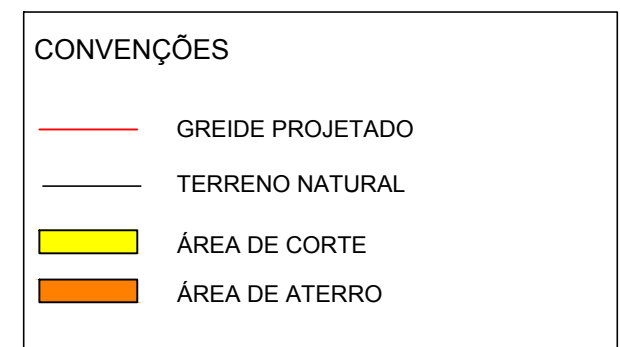 CONVENÇÕES
GREIDE PROJETADO
TERRENO NATURAL
ÁREA DE CORTE
ÁREA DE ATERRO